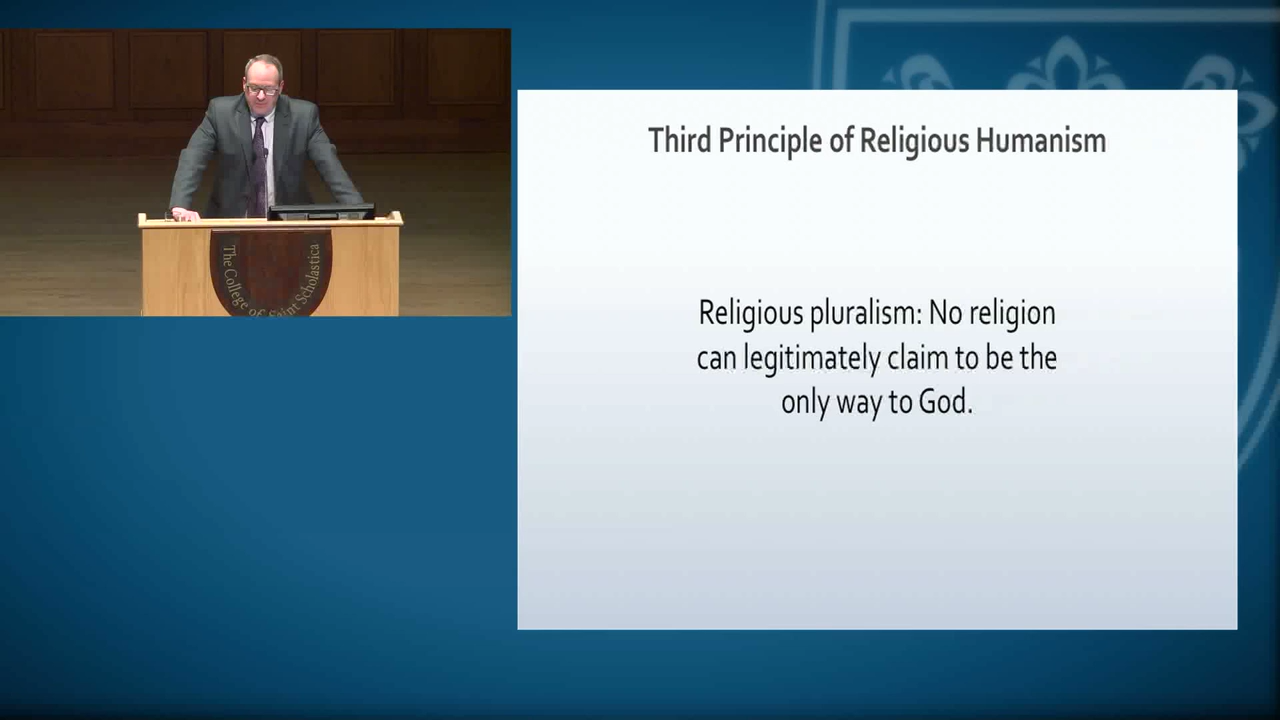 The College of Saint Scholastica
Third Principle of Religious Humanism
Religious pluralism: No religion
can legitimately claim to be the
only way to God.